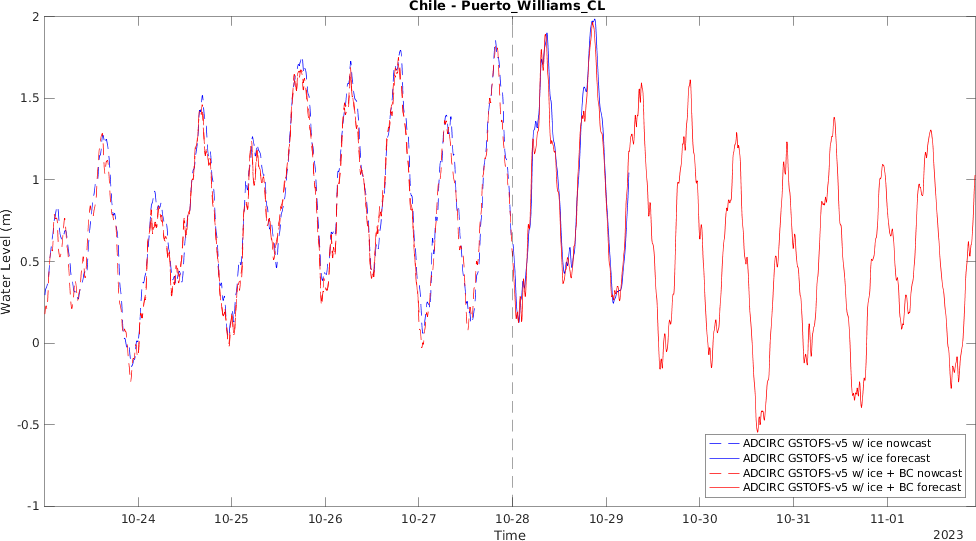 Chile - Puerto_Williams_CL
Water Level (m)
2
1.5
1
0.5
0
-0.5
-1
ADCIRC GSTOFS-v5 w/ ice nowcast
ADCIRC GSTOFS-v5 w/ ice forecast
ADCIRC GSTOFS-v5 w/ ice + BC nowcast
ADCIRC GSTOFS-v5 w/ ice + BC forecast
10-24 10-25 10-26 10-27 10-28 10-29 10-30 10-31 11-01
Time
2023